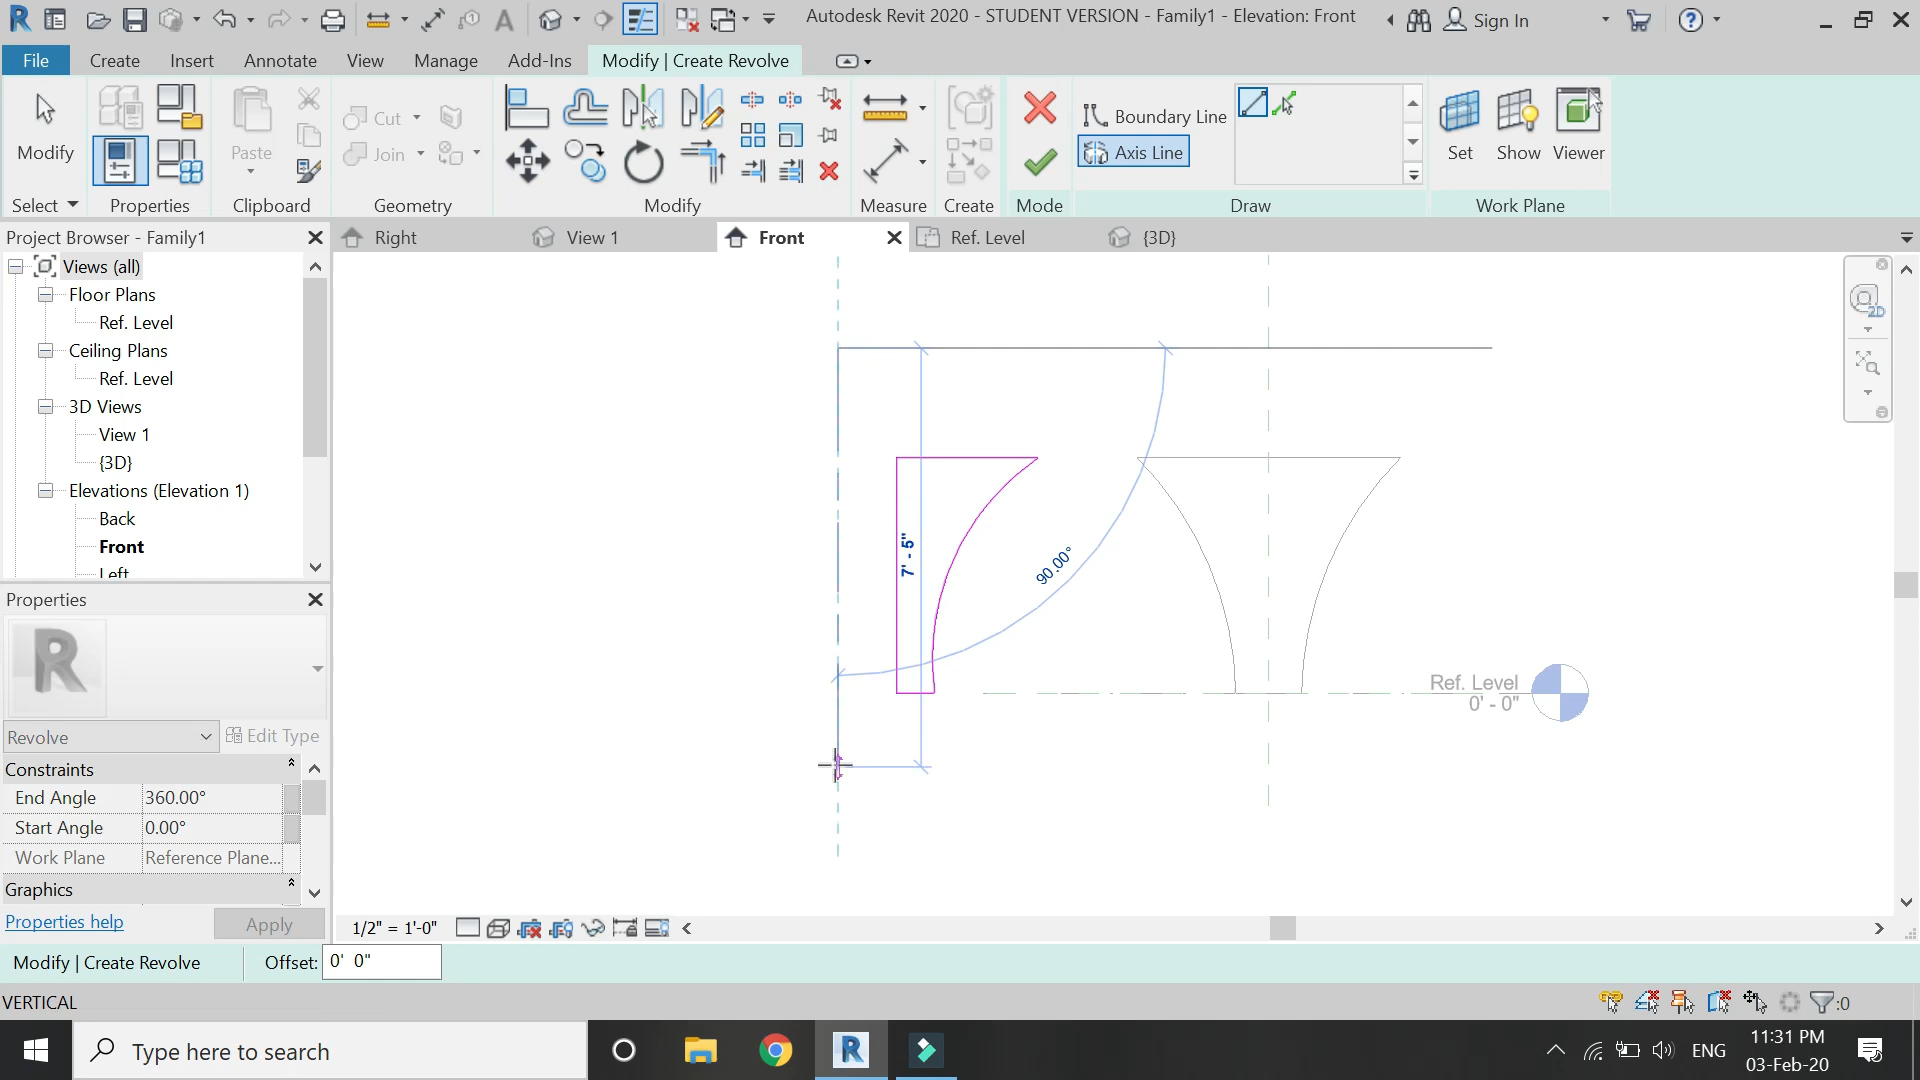 Autodesk Revit 2020 - STUDENT VERSION - Family1 - Elevation: Front
Sign In
File Create Insert Annotate View Manage Add-Ins Modify | Create Revolve
Modify
Paste
Cut
Join
Boundary Line
Axis Line
Set Show Viewer
Select Properties Clipboard Geometry Modify Measure Create Mode Draw Work Plane
Project Browser - Family1
Right View 1 Front Ref. Level {3D}
Views (all)
Floor Plans
Ref. Level
Ceiling Plans
Ref. Level
3D Views
View 1
{3D}
Elevations (Elevation 1)
Back
Front
Left
7' - 5"
90.00°
Ref. Level
0' - 0"
2D
Properties
R
Revolve
Edit Type
Constraints
End Angle 360.00°
Start Angle 0.00°
Work Plane Reference Plane...
Graphics
Properties help
Apply
1/2" = 1'-0"
Modify | Create Revolve
Offset: 0' 0"
VERTICAL
:0
Type here to search
ENG
11:31 PM
03-Feb-20